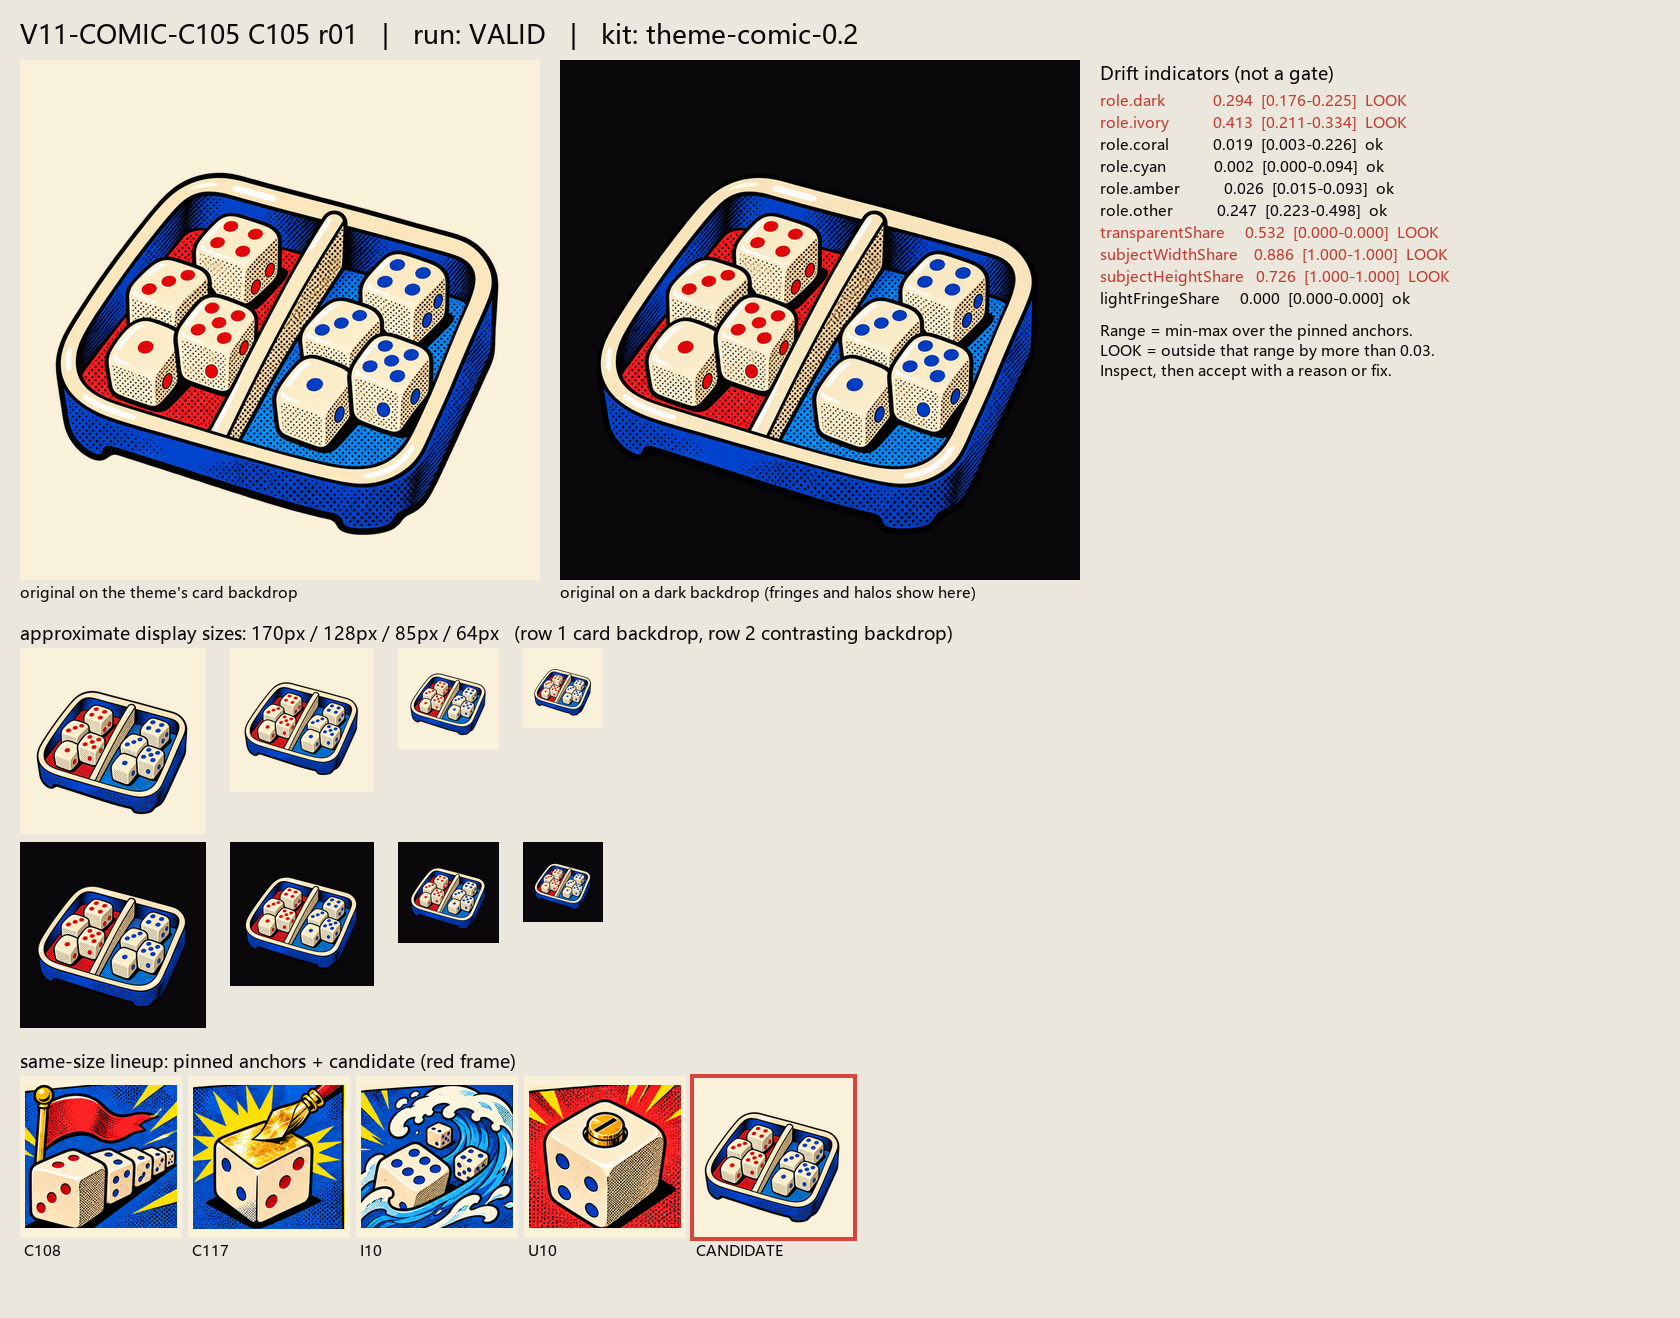 V11-COMIC-C105 C105 r01 | run: VALID | kit: theme-comic-0.2
Drift indicators (not a gate)
role.dark 0.294 [0.176-0.225] LOOK
role.ivory 0.413 [0.211-0.334] LOOK
role.coral 0.019 [0.003-0.226] ok
role.cyan 0.002 [0.000-0.094] ok
role.amber 0.026 [0.015-0.093] ok
role.other 0.247 [0.223-0.498] ok
transparentShare 0.532 [0.000-0.000] LOOK
subjectWidthShare 0.886 [1.000-1.000] LOOK
subjectHeightShare 0.726 [1.000-1.000] LOOK
lightFringeShare 0.000 [0.000-0.000] ok
Range = min-max over the pinned anchors.
LOOK = outside that range by more than 0.03.
Inspect, then accept with a reason or fix.
original on the theme's card backdrop
original on a dark backdrop (fringes and halos show here)
approximate display sizes: 170px / 128px / 85px / 64px (row 1 card backdrop, row 2 contrasting backdrop)
same-size lineup: pinned anchors + candidate (red frame)
C108
C117
I10
U10
CANDIDATE